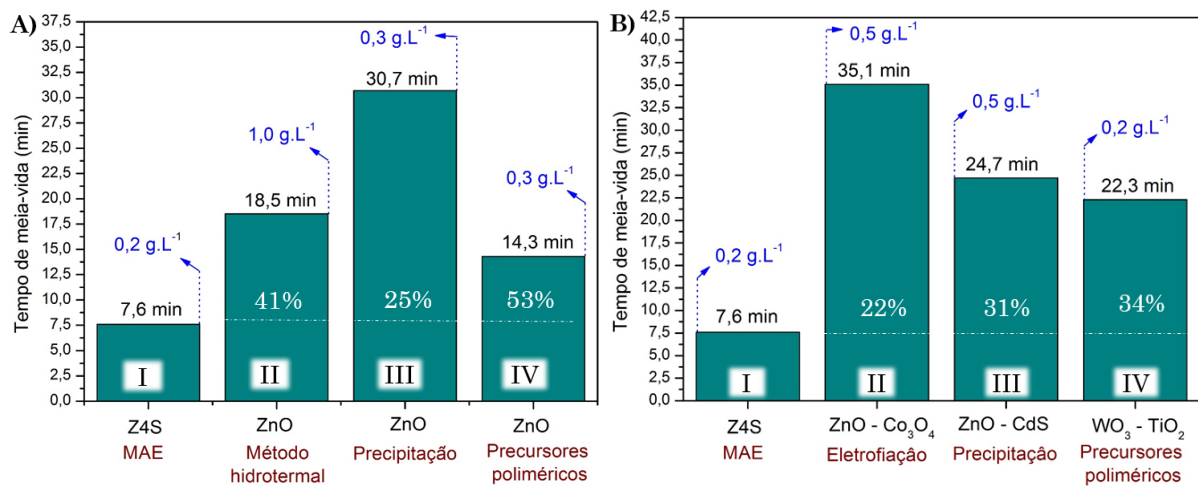 A)
Tempo de meia-vida (min)
37,5
35,0
32,5
30,0
27,5
25,0
22,5
20,0
17,5
15,0
12,5
10,0
7,5
5,0
2,5
0,0
0,2 g.L⁻¹
7,6 min
I
1,0 g.L⁻¹
18,5 min
41%
II
0,3 g.L⁻¹
30,7 min
25%
III
0,3 g.L⁻¹
14,3 min
53%
IV
Z4S
MAE
ZnO
Método
hidrotermal
ZnO
Precipitação
ZnO
Precursores
poliméricos
B)
Tempo de meia-vida (min)
42,5
40,0
37,5
35,0
32,5
30,0
27,5
25,0
22,5
20,0
17,5
15,0
12,5
10,0
7,5
5,0
2,5
0,0
0,2 g.L⁻¹
7,6 min
I
0,5 g.L⁻¹
35,1 min
22%
II
0,5 g.L⁻¹
24,7 min
31%
III
0,2 g.L⁻¹
22,3 min
34%
IV
Z4S
MAE
ZnO - Co₃O₄
Eletrofiaçâo
ZnO - CdS
Precipitaçâo
WO₃ - TiO₂
Precursores
poliméricos